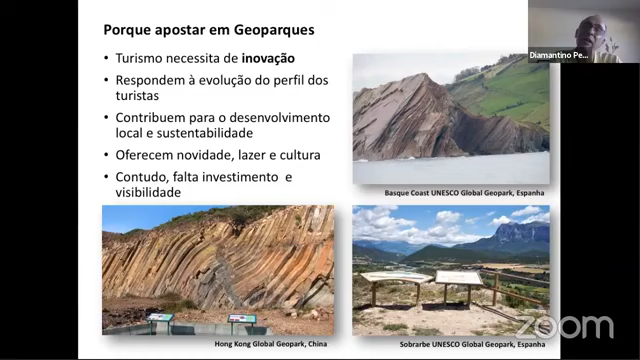 Porque apostar em Geoparques
• Turismo necessita de inovação
• Respondem à evolução do perfil dos
turistas
• Contribuem para o desenvolvimento
local e sustentabilidade
• Oferecem novidade, lazer e cultura
• Contudo, falta investimento e
visibilidade
Diamantino Pe...
Basque Coast UNESCO Global Geopark, Espanha
Hong Kong Global Geopark, China
Sobrarbe UNESCO Global Geopark, Espanha
zoom